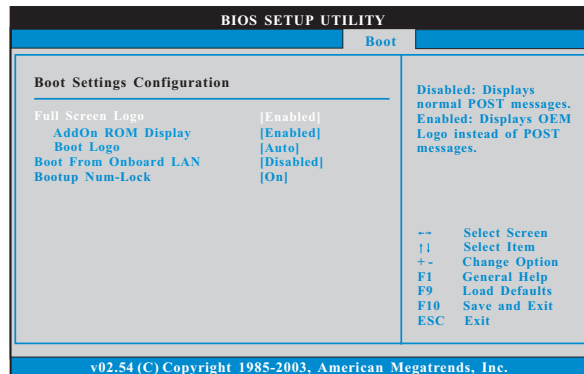 BIOS SETUP UTILITY
Boot
Boot Settings Configuration
Full Screen Logo [Enabled]
AddOn ROM Display [Enabled]
Boot Logo [Auto]
Boot From Onboard LAN [Disabled]
Bootup Num-Lock [On]
Disabled: Displays
normal POST messages.
Enabled: Displays OEM
Logo instead of POST
messages.
←→ Select Screen
↑↓ Select Item
+ - Change Option
F1 General Help
F9 Load Defaults
F10 Save and Exit
ESC Exit
v02.54 (C) Copyright 1985-2003, American Megatrends, Inc.